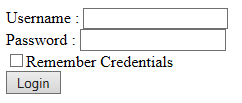 Username :
Password :
Remember Credentials
Login